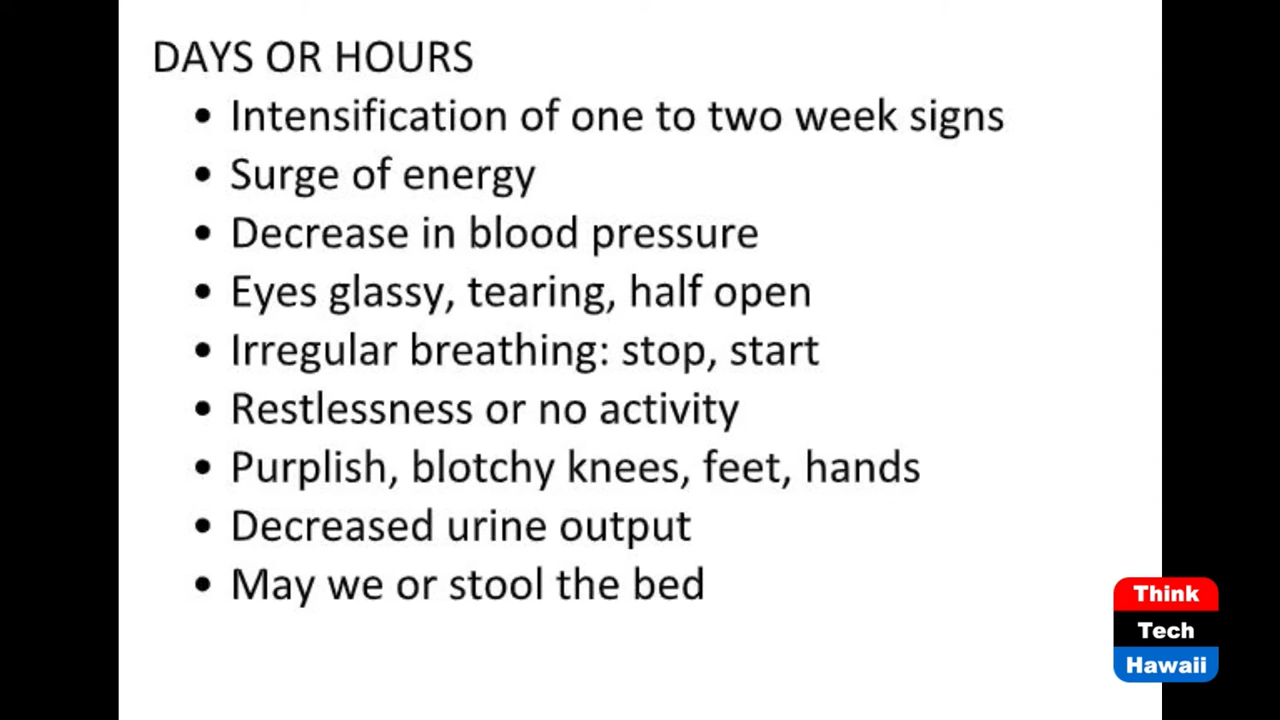 DAYS OR HOURS
• Intensification of one to two week signs
• Surge of energy
• Decrease in blood pressure
• Eyes glassy, tearing, half open
• Irregular breathing: stop, start
• Restlessness or no activity
• Purplish, blotchy knees, feet, hands
• Decreased urine output
• May we or stool the bed
Think
Tech
Hawaii